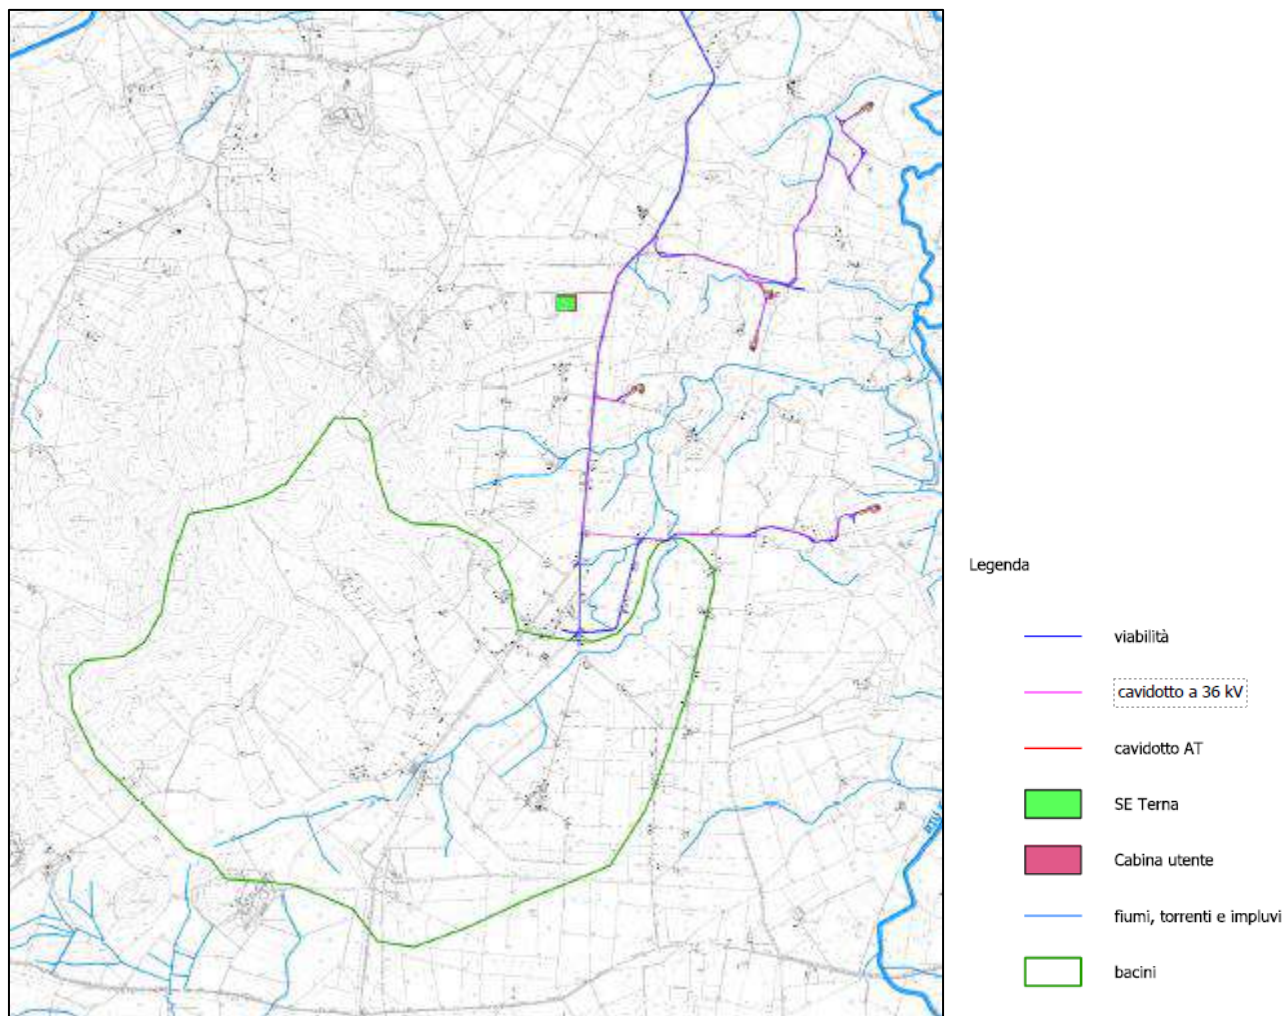 Legenda
viabilità
cavidotto a 36 kV
cavidotto AT
SE Terna
Cabina utente
fiumi, torrenti e impluvi
bacini